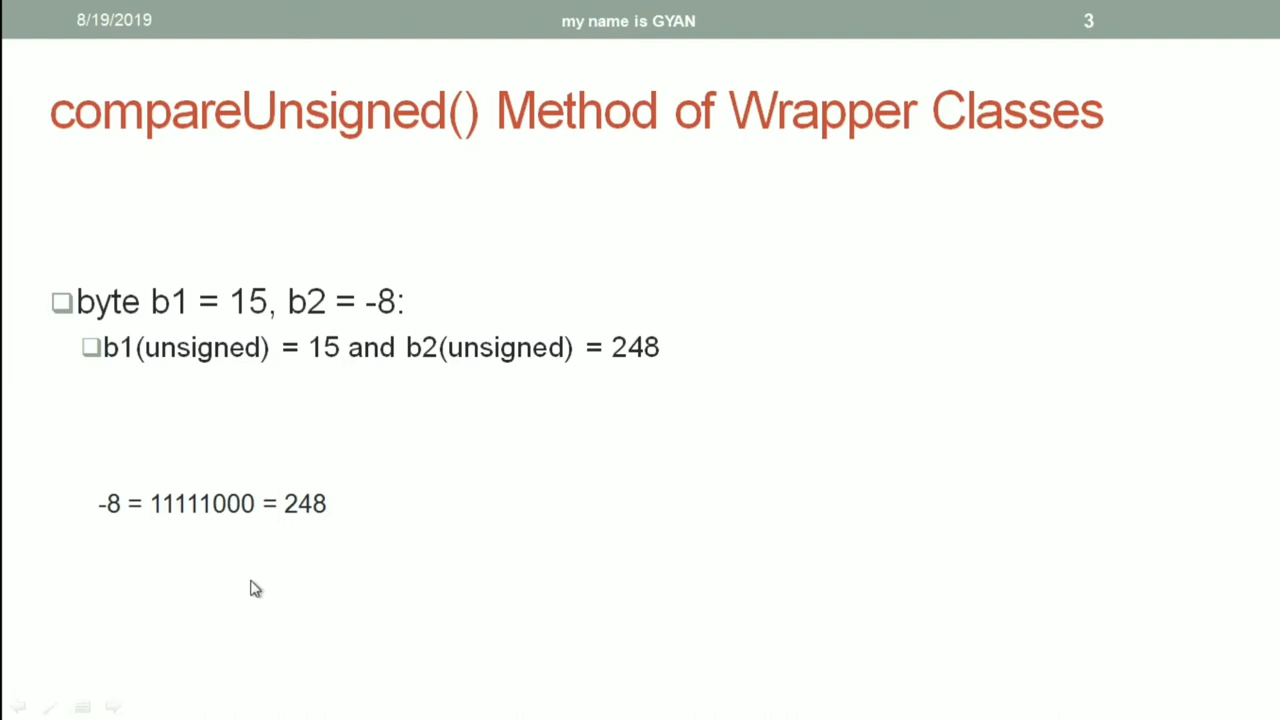 8/19/2019
my name is GYAN
3
compareUnsigned() Method of Wrapper Classes
byte b1 = 15, b2 = -8:
b1(unsigned) = 15 and b2(unsigned) = 248
-8 = 11111000 = 248